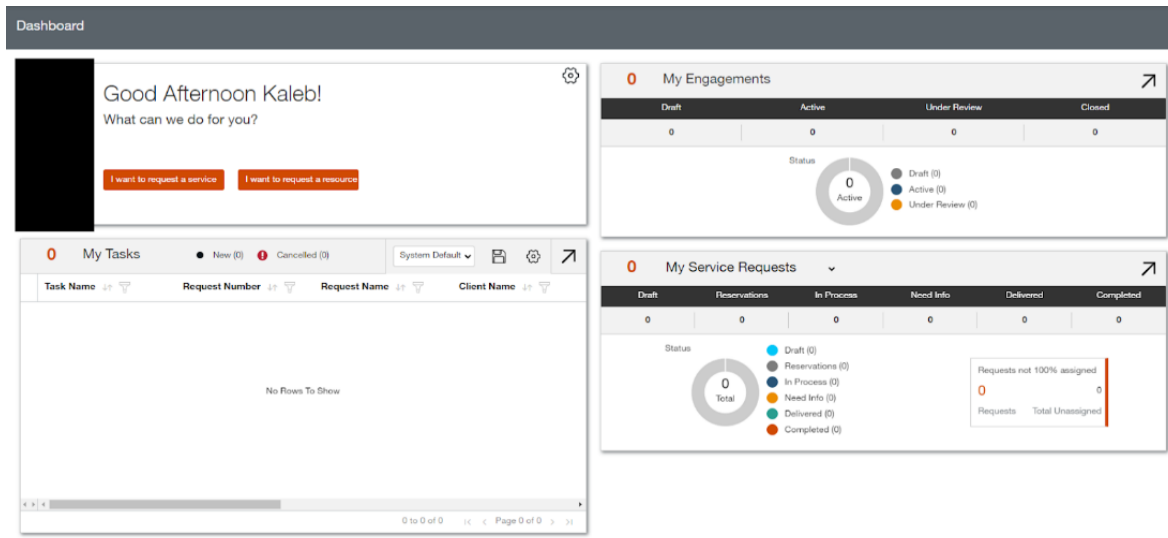 Dashboard
Good Afternoon Kaleb!
What can we do for you?
I want to request a service I want to request a resource
0 My Tasks New (0) Cancelled (0) System Default
Task Name Request Number Request Name Client Name
No Rows To Show
0 to 0 of 0 Page 0 of 0
0 My Engagements
Draft Active Under Review Closed
0 0 0 0
Status
0
Active
Draft (0)
Active (0)
Under Review (0)
0 My Service Requests
Draft Reservations In Process Need Info Delivered Completed
0 0 0 0 0 0
Status
0
Total
Draft (0)
Reservations (0)
In Process (0)
Need Info (0)
Delivered (0)
Completed (0)
Requests not 100% assigned
0 0
Requests Total Unassigned